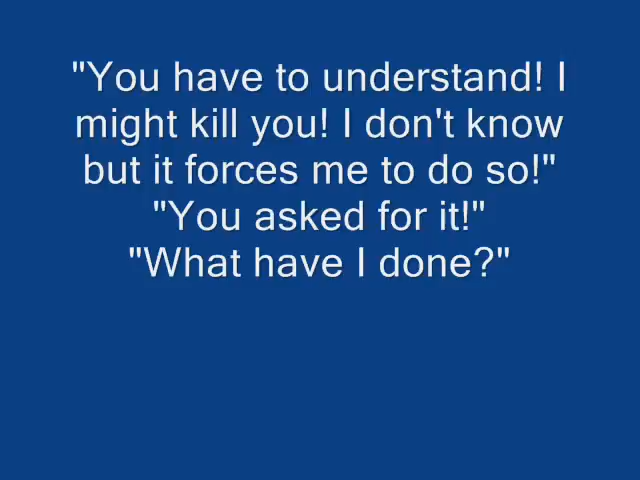 "You have to understand! I
might kill you! I don't know
but it forces me to do so!"
"You asked for it!"
"What have I done?"